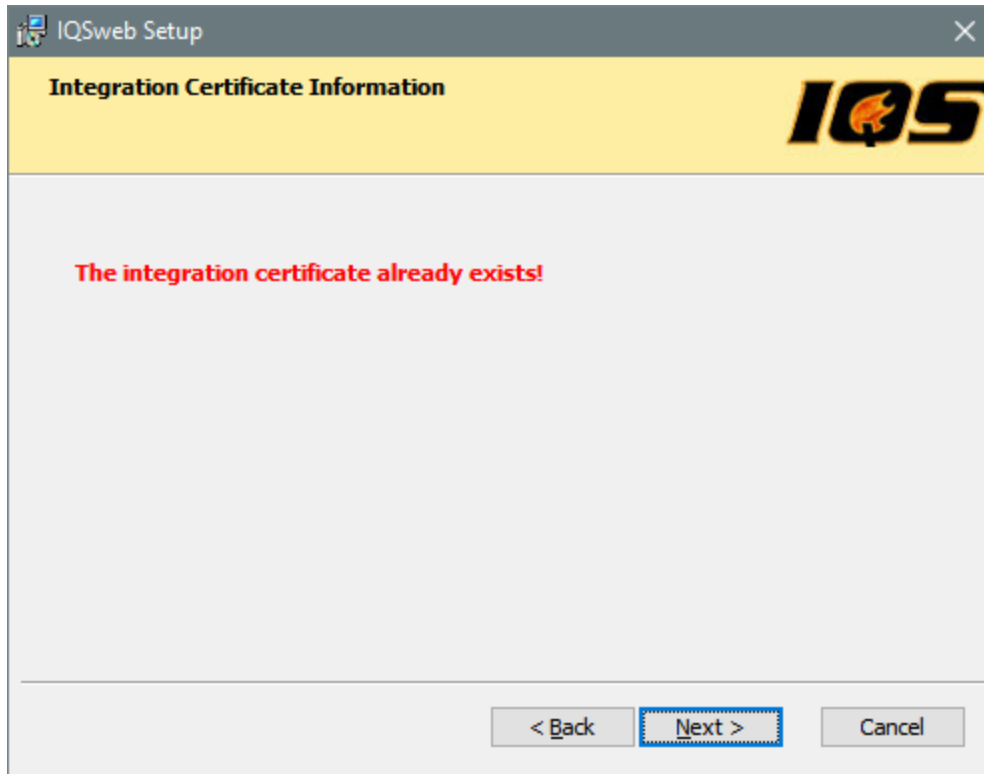 IQSweb Setup
Integration Certificate Information
IQS
The integration certificate already exists!
< Back
Next >
Cancel